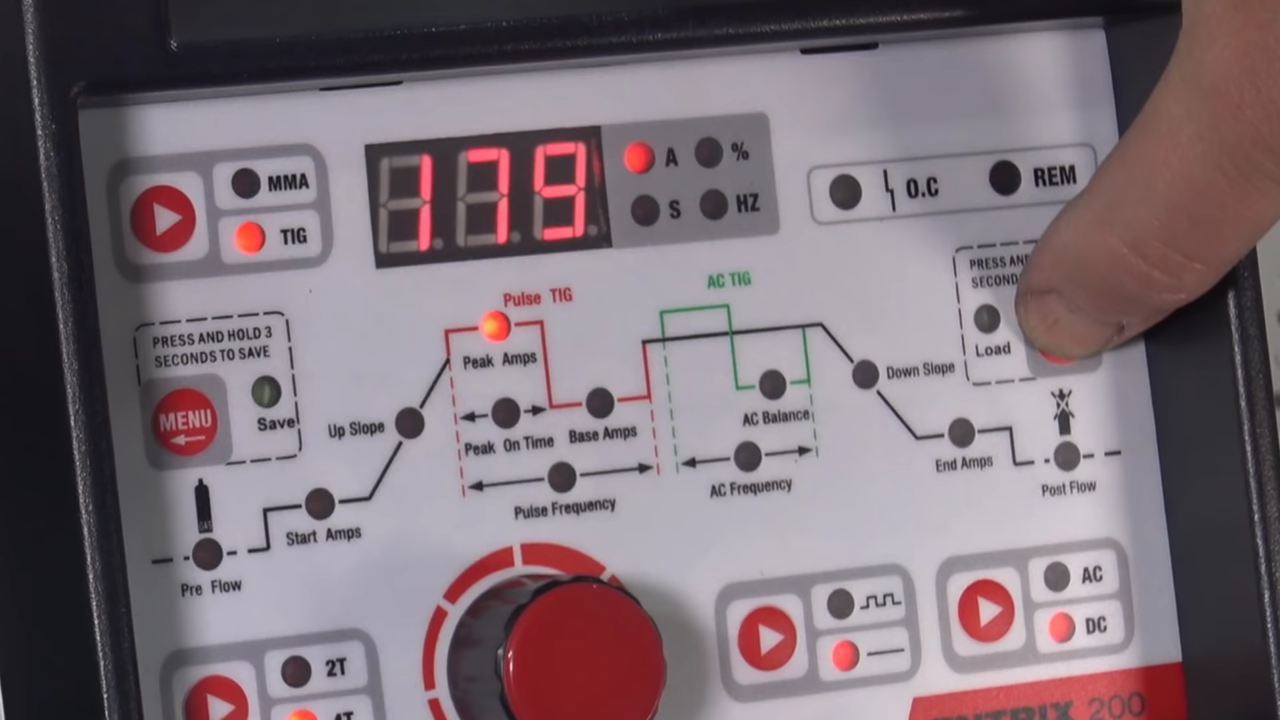 MMA
TIG
179
A
%
S
HZ
O.C
REM
PRESS AND HOLD 3
SECONDS TO SAVE
MENU
Save
Pulse TIG
Peak Amps
Peak On Time
Base Amps
Pulse Frequency
AC TIG
AC Balance
AC Frequency
Up Slope
Down Slope
PRESS
SECOND
Load
End Amps
Post Flow
GAS
Start Amps
Pre Flow
2T
4T
AC
DC
200